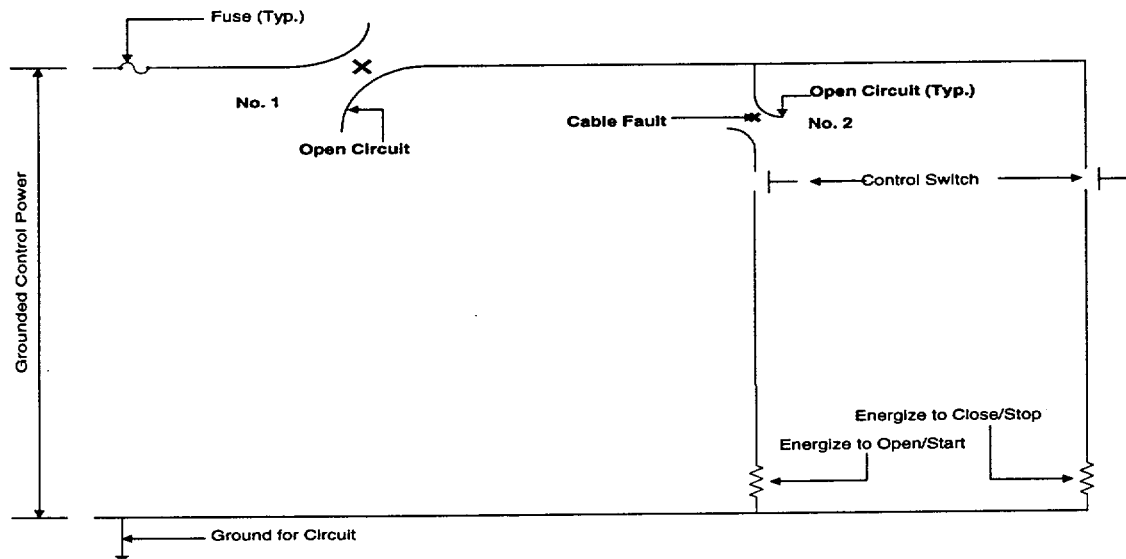 Fuse (Typ.)
No. 1
Open Circuit
Open Circuit (Typ.)
Cable Fault
No. 2
Control Switch
Grounded Control Power
Energize to Close/Stop
Energize to Open/Start
Ground for Circuit